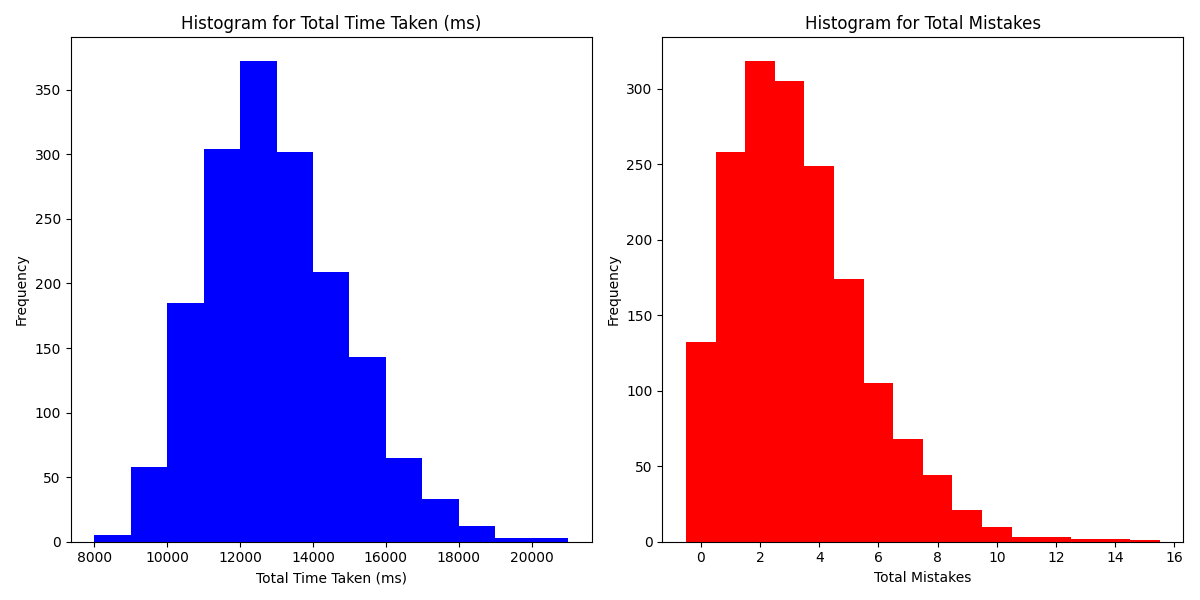 Histogram for Total Time Taken (ms)
Frequency
350
300
250
200
150
100
50
0
8000 10000 12000 14000 16000 18000 20000
Total Time Taken (ms)
Histogram for Total Mistakes
Frequency
300
250
200
150
100
50
0
0 2 4 6 8 10 12 14 16
Total Mistakes